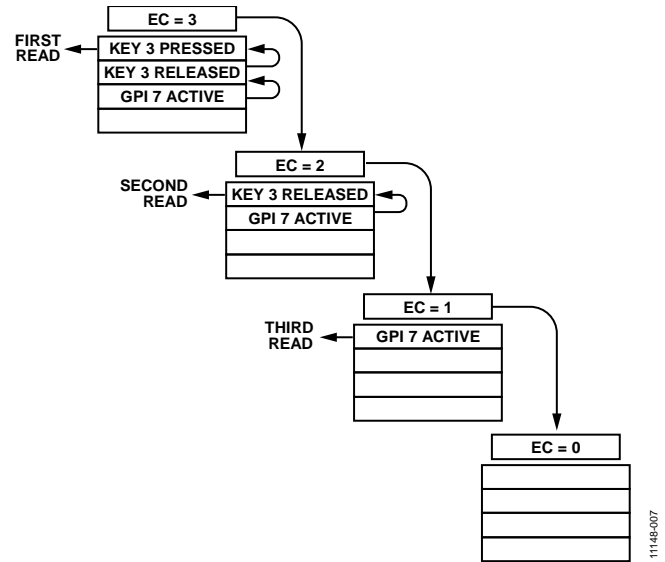 EC = 3
FIRST
READ
KEY 3 PRESSED
KEY 3 RELEASED
GPI 7 ACTIVE
EC = 2
SECOND
READ
KEY 3 RELEASED
GPI 7 ACTIVE
EC = 1
THIRD
READ
GPI 7 ACTIVE
EC = 0
11148-007